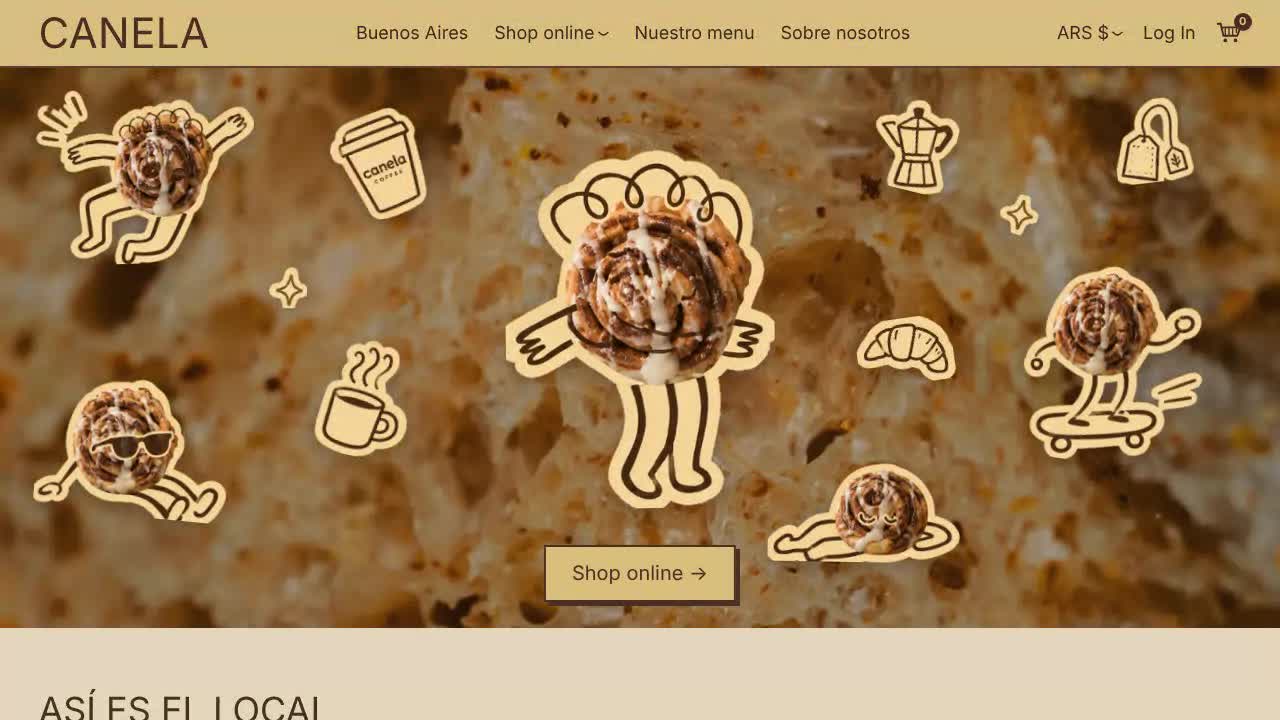 CANELA
Buenos Aires
Shop online
Nuestro menu
Sobre nosotros
ARS $
Log In
0
canela
COFFEE
Shop online →
ASÍ ES EL LOCAL